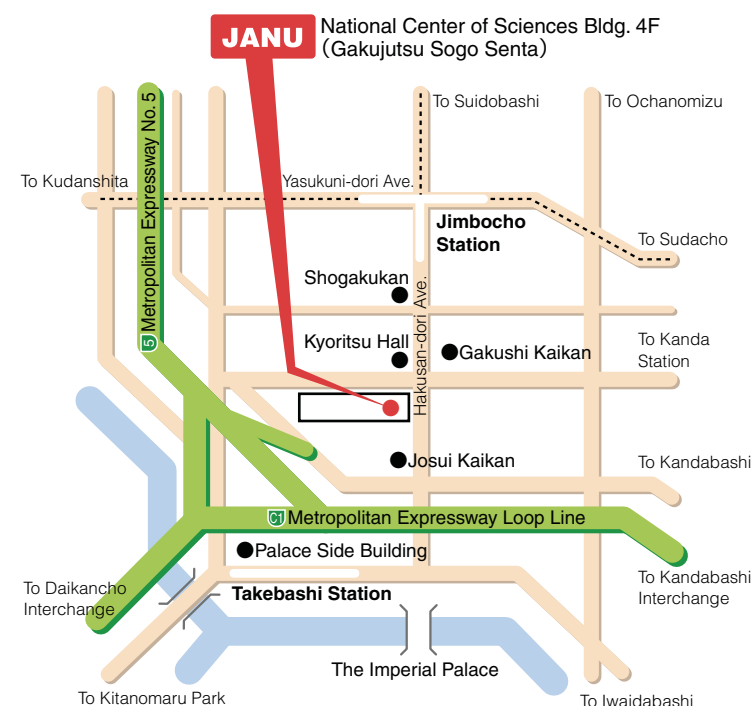 JANU
National Center of Sciences Bldg. 4F
(Gakujutsu Sogo Senta)
Metropolitan Expressway No. 5
To Suidobashi
To Ochanomizu
To Kudanshita
Yasukuni-dori Ave.
Jimbocho
Station
To Sudacho
Shogakukan
Hakusan-dori Ave.
Kyoritsu Hall
Gakushi Kaikan
To Kanda
Station
5
Josui Kaikan
To Kandabashi
C1
Metropolitan Expressway Loop Line
Palace Side Building
To Daikancho
Interchange
Takebashi Station
To Kandabashi
Interchange
The Imperial Palace
To Kitanomaru Park
To Iwaidabashi